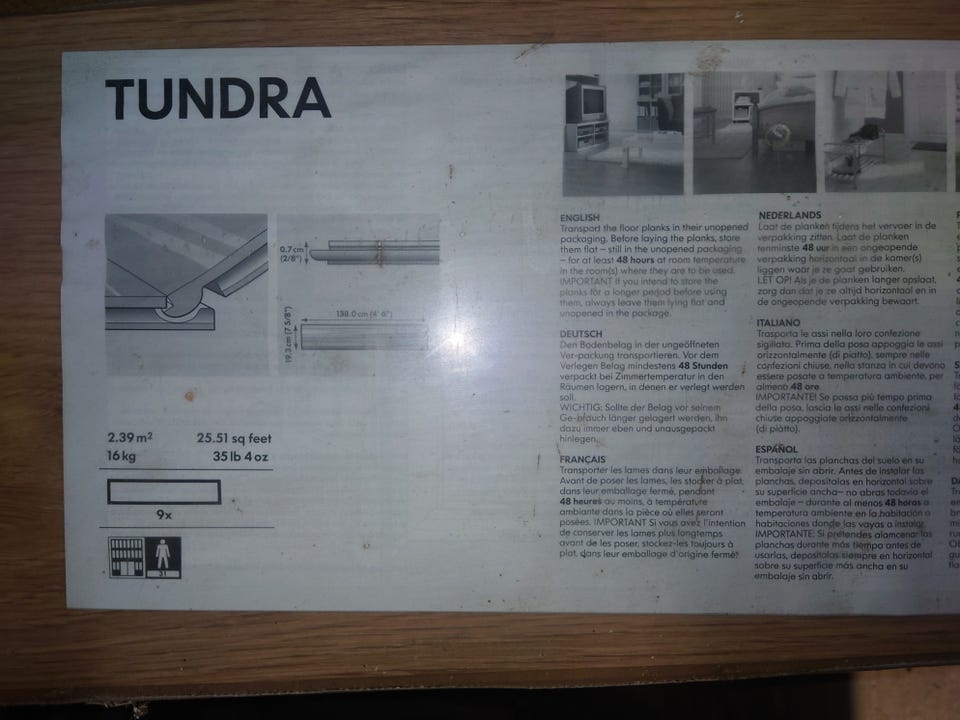 TUNDRA
0.7cm
(2/8")
138.0cm (4' 6")
19.3 cm (7 5/8")
2.39 m² 25.51 sq feet
16 kg 35 lb 4 oz
9x
31
ENGLISH
Transport the floor planks in their unopened
packaging. Before laying the planks, store
them flat – still in the unopened packaging
– for at least 48 hours at room temperature
in the room(s) where they are to be used.
IMPORTANT If you intend to store the
planks for a longer period before using
them, always leave them lying flat and
unopened in the package.
DEUTSCH
Den Bodenbelag in der ungeöffneten
Ver-packung transportieren. Vor dem
Verlegen Belag mindestens 48 Stunden
verpackt bei Zimmertemperatur in den
Räumen lagern, in denen er verlegt werden
soll.
WICHTIG: Sollte der Belag vor seinem
Ge-brauch länger gelagert werden, ihn
dazu immer eben und unausgepackt
hinlegen.
FRANÇAIS
Transporter les lames dans leur emballage.
Avant de poser les lames, les stocker à plat
dans leur emballage fermé, pendant
48 heures au moins, à température
ambiante dans la pièce où elles seront
posées. IMPORTANT Si vous avez l'intention
de conserver les lames plus longtemps
avant de les poser, stockez-les toujours à
plat, dans leur emballage d'origine fermé!
NEDERLANDS
Laat de planken tijdens het vervoer in de
verpakking zitten. Laat de planken
tenminste 48 uur in een ongeopende
verpakking horizontaal in de kamer(s)
liggen waar je ze gaat gebruiken.
LET OP! Als je de planken langer opslaat,
zorg dan dat je ze altijd horizontaal en in
de ongeopende verpakking bewaart.
ITALIANO
Trasporta le assi nella loro confezione
sigillata. Prima della posa appoggia le assi
orizzontalmente (di piatto), sempre nelle
confezioni chiuse, nella stanza in cui devono
essere posate a temperatura ambiente, per
almeno 48 ore.
IMPORTANTE! Se passa più tempo prima
della posa, lascia le assi nelle confezioni
chiuse appoggiate orizzontalmente
(di piatto).
ESPAÑOL
Transporta las planchas del suelo en su
embalaje sin abrir. Antes de instalar las
planchas, deposítalas en horizontal sobre
su superficie ancha– no abras todavía el
embalaje – durante al menos 48 horas a
temperatura ambiente en la habitación o
habitaciones donde las vayas a instalar.
IMPORTANTE: Si pretendes almacenar las
planchas durante más tiempo antes de
usarlas, deposítalas siempre en horizontal
sobre su superficie más ancha en su
embalaje sin abrir.